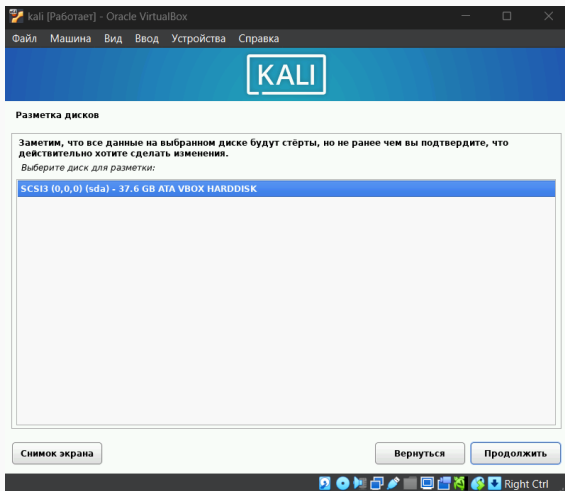 kali [Работает] - Oracle VirtualBox
Файл Машина Вид Ввод Устройства Справка
KALI
Разметка дисков
Заметим, что все данные на выбранном диске будут стёрты, но не ранее чем вы подтвердите, что
действительно хотите сделать изменения.
Выберите диск для разметки:
SCSI3 (0,0,0) (sda) - 37.6 GB ATA VBOX HARDDISK
Снимок экрана Вернуться Продолжить
Right Ctrl